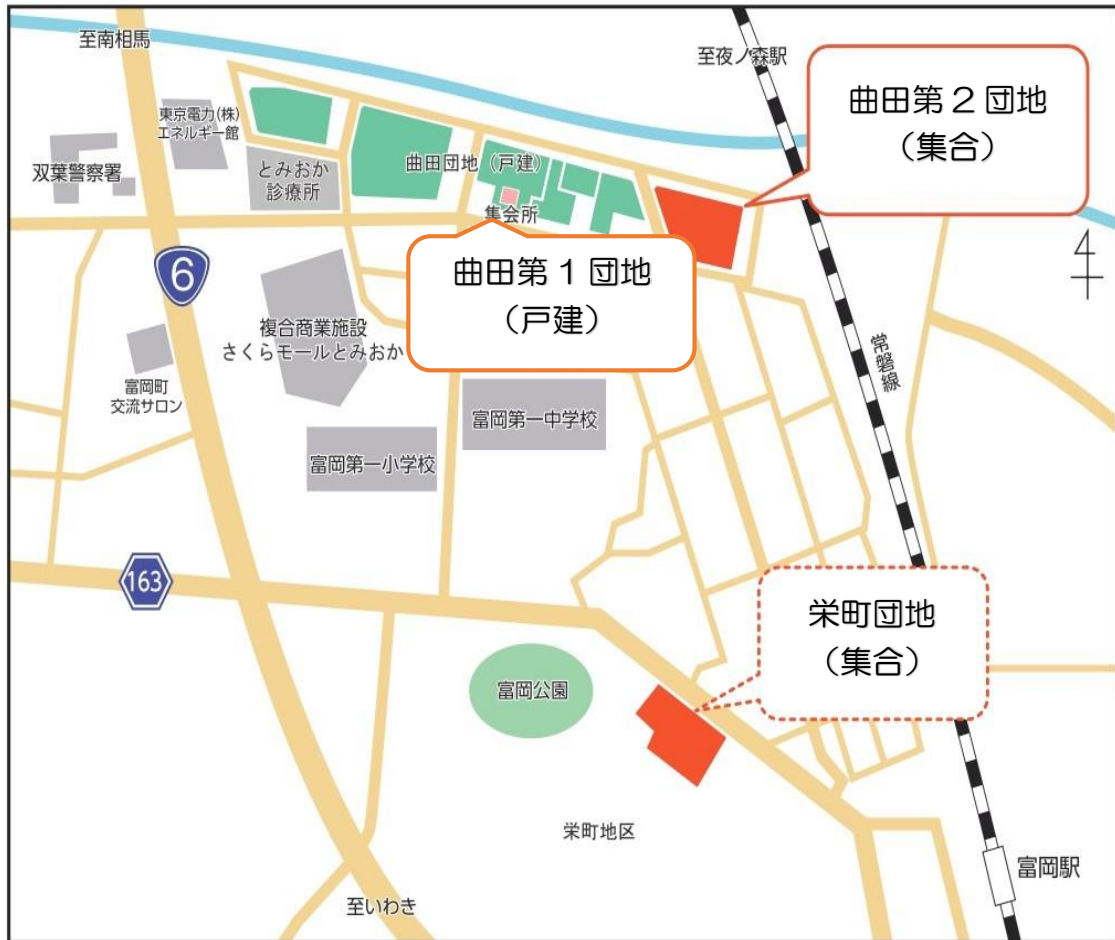 至南相馬
至夜ノ森駅
曲田第２団地
（集合）
東京電力(株)
エネルギー館
双葉警察署
とみおか
診療所
曲田団地（戸建）
集会所
曲田第１団地
（戸建）
6
複合商業施設
さくらモールとみおか
常磐線
4
富岡町
交流サロン
富岡第一中学校
富岡第一小学校
163
栄町団地
（集合）
富岡公園
栄町地区
富岡駅
至いわき